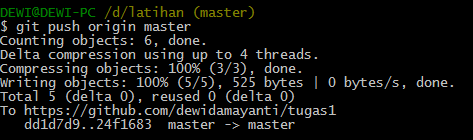 DEWI@DEWI-PC /d/latihan (master)
$ git push origin master
Counting objects: 6, done.
Delta compression using up to 4 threads.
Compressing objects: 100% (3/3), done.
Writing objects: 100% (5/5), 525 bytes | 0 bytes/s, done.
Total 5 (delta 0), reused 0 (delta 0)
To https://github.com/dewidamayanti/tugas1
   dd1d7d9..24f1683  master -> master